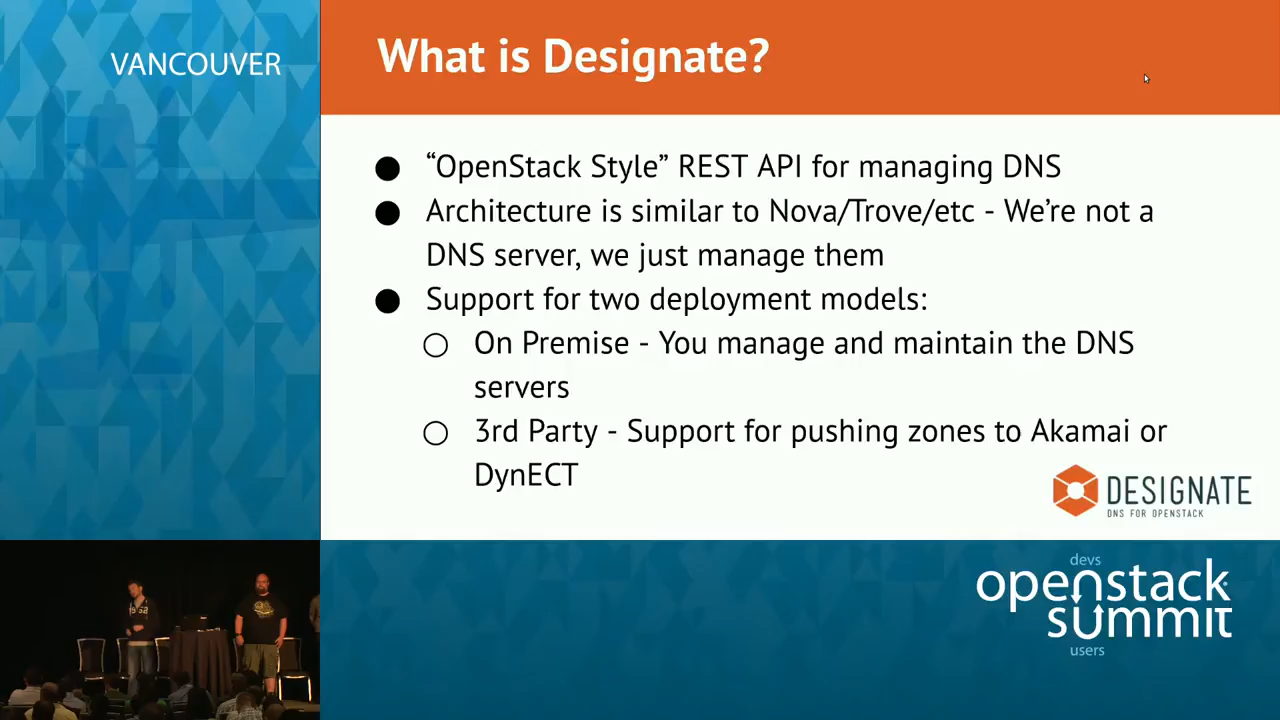 VANCOUVER
What is Designate?
● “OpenStack Style” REST API for managing DNS
● Architecture is similar to Nova/Trove/etc - We’re not a
DNS server, we just manage them
● Support for two deployment models:
○ On Premise - You manage and maintain the DNS
servers
○ 3rd Party - Support for pushing zones to Akamai or
DynECT
DESIGNATE
DNS FOR OPENSTACK
devs
openstack
summit
users